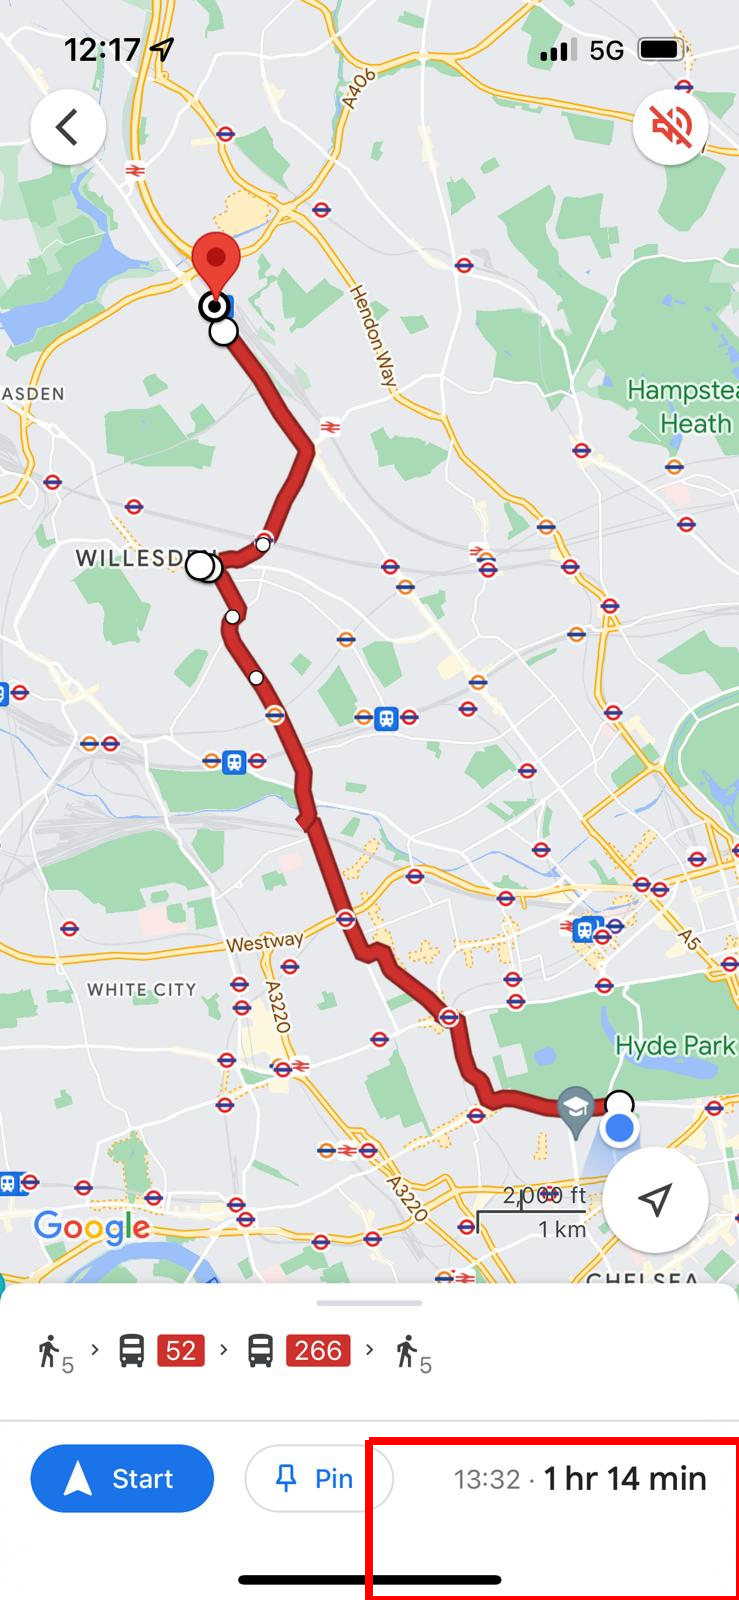 12:17
5G
A406
Hendon Way
ASDEN
Hampstea
Heath
WILLESDEN
Westway
A5
WHITE CITY
A3220
Hyde Park
A3220
2,000 ft
Google
1 km
CHELSEA
5 52 266 5
Start
Pin
13:32 · 1 hr 14 min